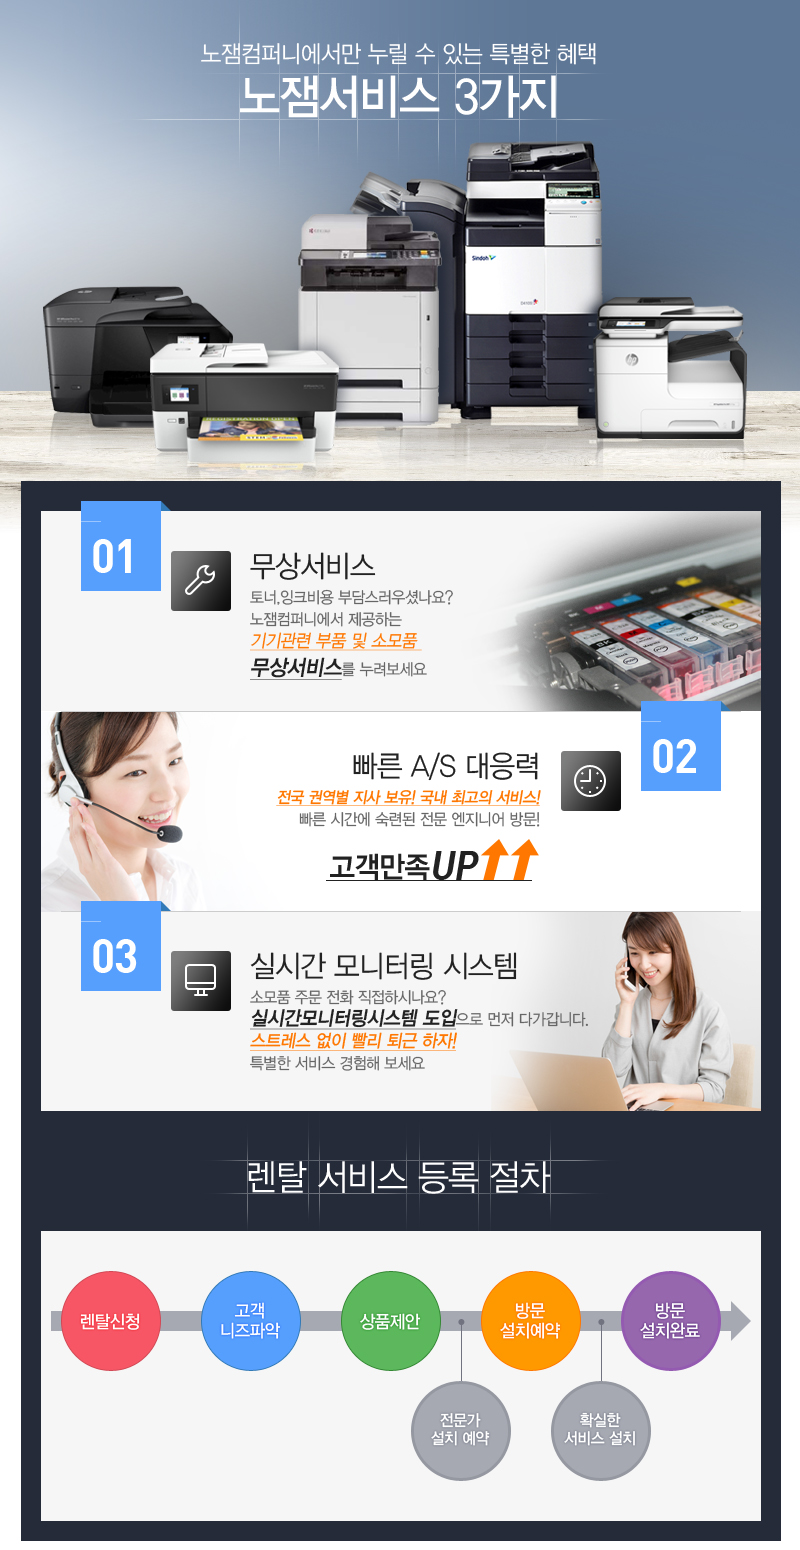 노잼컴퍼니에서만 누릴 수 있는 특별한 혜택
노잼서비스 3가지
Sindoh
hp
01
무상서비스
토너,잉크비용 부담스러우셨나요?
노잼컴퍼니에서 제공하는
기기관련 부품 및 소모품
무상서비스를 누려보세요
02
빠른 A/S 대응력
전국 권역별 지사 보유! 국내 최고의 서비스!
빠른 시간에 숙련된 전문 엔지니어 방문!
고객만족UP
03
실시간 모니터링 시스템
소모품 주문 전화 직접하시나요?
실시간모니터링시스템 도입으로 먼저 다가갑니다.
스트레스 없이 빨리 퇴근 하자!
특별한 서비스 경험해 보세요
렌탈 서비스 등록 절차
렌탈신청
고객
니즈파악
상품제안
방문
설치예약
방문
설치완료
전문가
설치 예약
확실한
서비스 설치